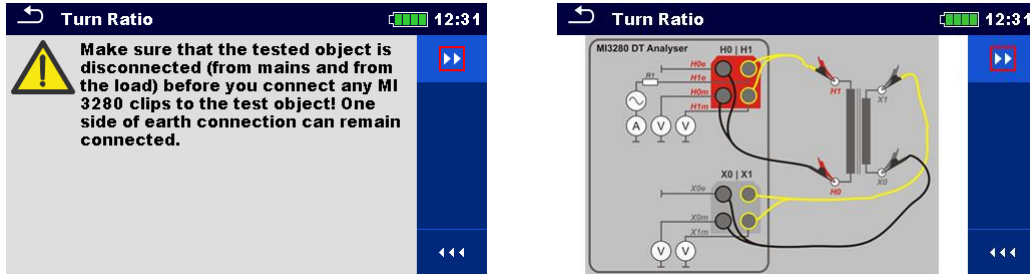 Turn Ratio
12:31
Make sure that the tested object is
disconnected (from mains and from
the load) before you connect any MI
3280 clips to the test object! One
side of earth connection can remain
connected.
Turn Ratio
12:31
MI3280 DT Analyser
H0 | H1
H0e
R1
H1e
H0m
H1m
A
V
V
H1
X1
H0
X0
X0 | X1
X0e
X0m
X1m
V
V